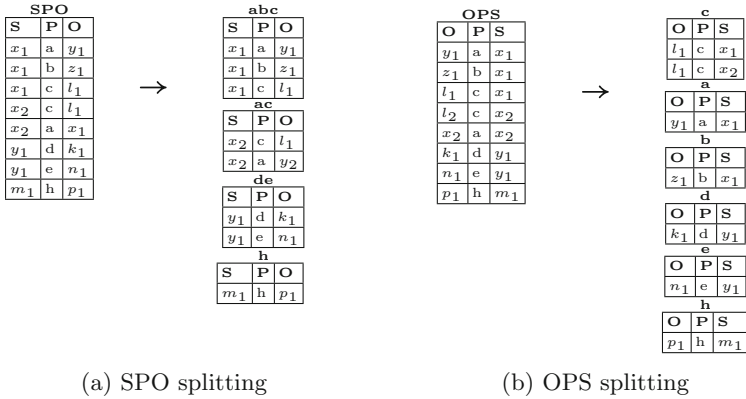 SPO
S P O
x1 a y1
x1 b z1
x1 c l1
x2 c l1
x2 a x1
y1 d k1
y1 e n1
m1 h p1
→
abc
S P O
x1 a y1
x1 b z1
x1 c l1
ac
S P O
x2 c l1
x2 a y2
de
S P O
y1 d k1
y1 e n1
h
S P O
m1 h p1
(a) SPO splitting
OPS
O P S
y1 a x1
z1 b x1
l1 c x1
l2 c x2
x2 a x2
k1 d y1
n1 e y1
p1 h m1
→
c
O P S
l1 c x1
l1 c x2
a
O P S
y1 a x1
b
O P S
z1 b x1
d
O P S
k1 d y1
e
O P S
n1 e y1
h
O P S
p1 h m1
(b) OPS splitting